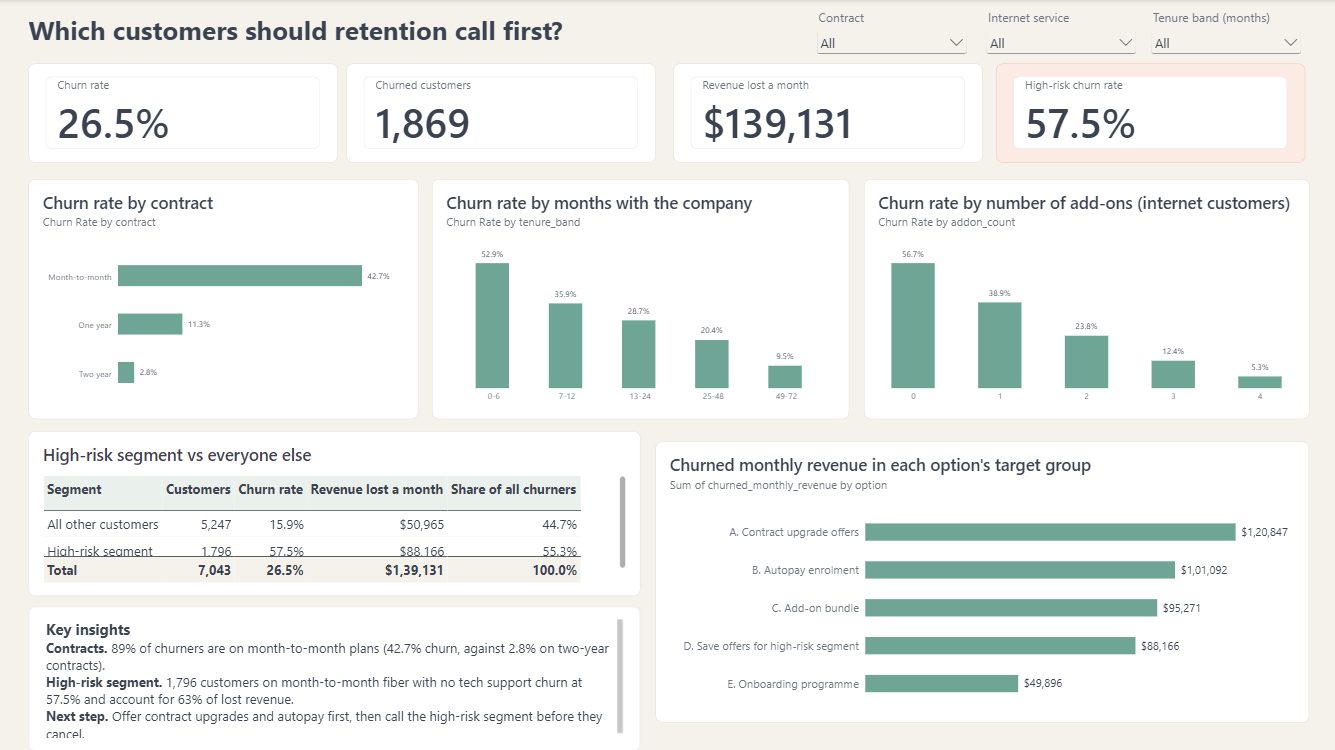 Which customers should retention call first?
Contract
Internet service
Tenure band (months)
All
All
All
Churn rate
26.5%
Churned customers
1,869
Revenue lost a month
$139,131
High-risk churn rate
57.5%
Churn rate by contract
Churn Rate by contract
Month-to-month 42.7%
One year 11.3%
Two year 2.8%
Churn rate by months with the company
Churn Rate by tenure_band
52.9%
35.9%
28.7%
20.4%
9.5%
0-6 7-12 13-24 25-48 49-72
Churn rate by number of add-ons (internet customers)
Churn Rate by addon_count
56.7%
38.9%
23.8%
12.4%
5.3%
0 1 2 3 4
High-risk segment vs everyone else
Segment Customers Churn rate Revenue lost a month Share of all churners
All other customers 5,247 15.9% $50,965 44.7%
High-risk segment 1,796 57.5% $88,166 55.3%
Total 7,043 26.5% $1,39,131 100.0%
Churned monthly revenue in each option's target group
Sum of churned_monthly_revenue by option
A. Contract upgrade offers $1,20,847
B. Autopay enrolment $1,01,092
C. Add-on bundle $95,271
D. Save offers for high-risk segment $88,166
E. Onboarding programme $49,896
Key insights
Contracts. 89% of churners are on month-to-month plans (42.7% churn, against 2.8% on two-year
contracts).
High-risk segment. 1,796 customers on month-to-month fiber with no tech support churn at
57.5% and account for 63% of lost revenue.
Next step. Offer contract upgrades and autopay first, then call the high-risk segment before they
cancel.